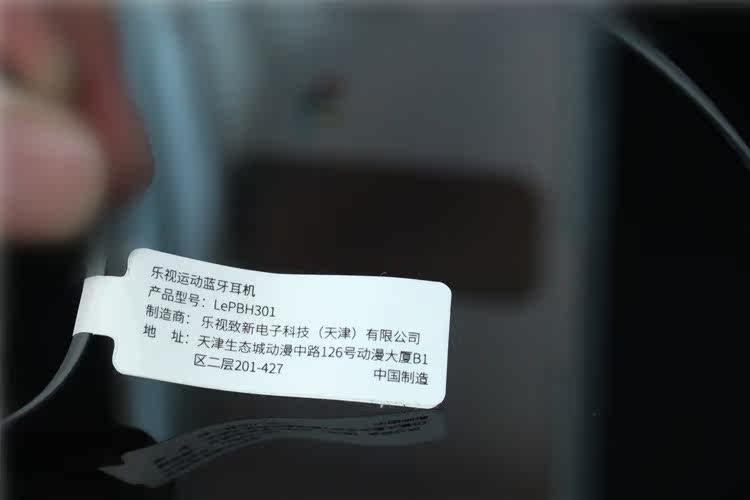 乐视运动蓝牙耳机
产品型号：LePBH301
制造商： 乐视致新电子科技（天津）有限公司
地　址： 天津生态城动漫中路126号动漫大厦B1
区二层201-427 中国制造